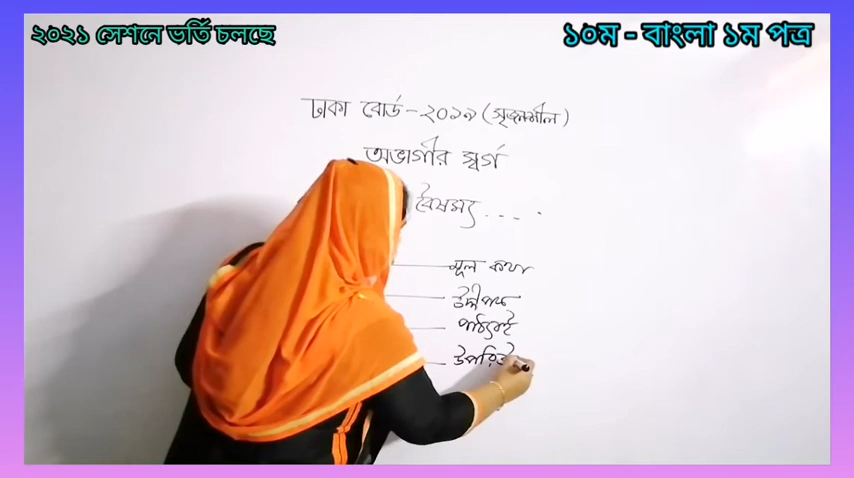 ২০২১ সেশনে ভর্তি চলছে
১০ম - বাংলা ১ম পত্র
ঢাকা বোর্ড - ২০১৯ (সৃজনশীল)
অভাগীর স্বর্গ
বৈষম্য . . . .
মূল কথা
উদ্দীপক
পাঠ্যবই